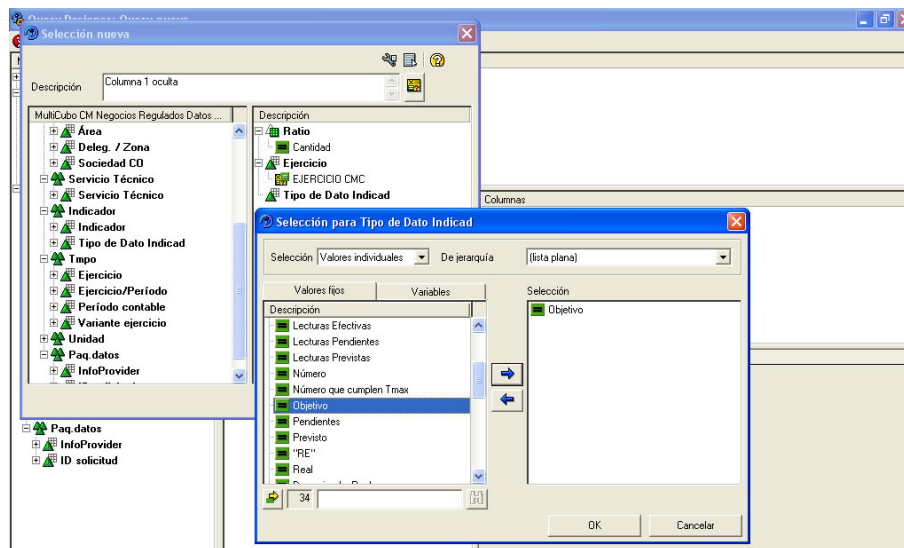 Query Designer: Query nueva
Selección nueva
Descripción
Columna 1 oculta
MultiCubo CM Negocios Regulados Datos ...
Descripción
Área
Deleg. / Zona
Sociedad CO
Servicio Técnico
Servicio Técnico
Indicador
Indicador
Tipo de Dato Indicad
Tmpo
Ejercicio
Ejercicio/Período
Período contable
Variante ejercicio
Unidad
Paq.datos
InfoProvider
Ratio
Cantidad
Ejercicio
EJERCICIO CMC
Tipo de Dato Indicad
Columnas
Selección para Tipo de Dato Indicad
Selección
Valores individuales
De jerarquía
(lista plana)
Valores fijos
Variables
Selección
Descripción
Objetivo
Lecturas Efectivas
Lecturas Pendientes
Lecturas Previstas
Número
Número que cumplen Tmax
Objetivo
Pendientes
Previsto
"RE"
Real
34
OK
Cancelar
Paq.datos
InfoProvider
ID solicitud